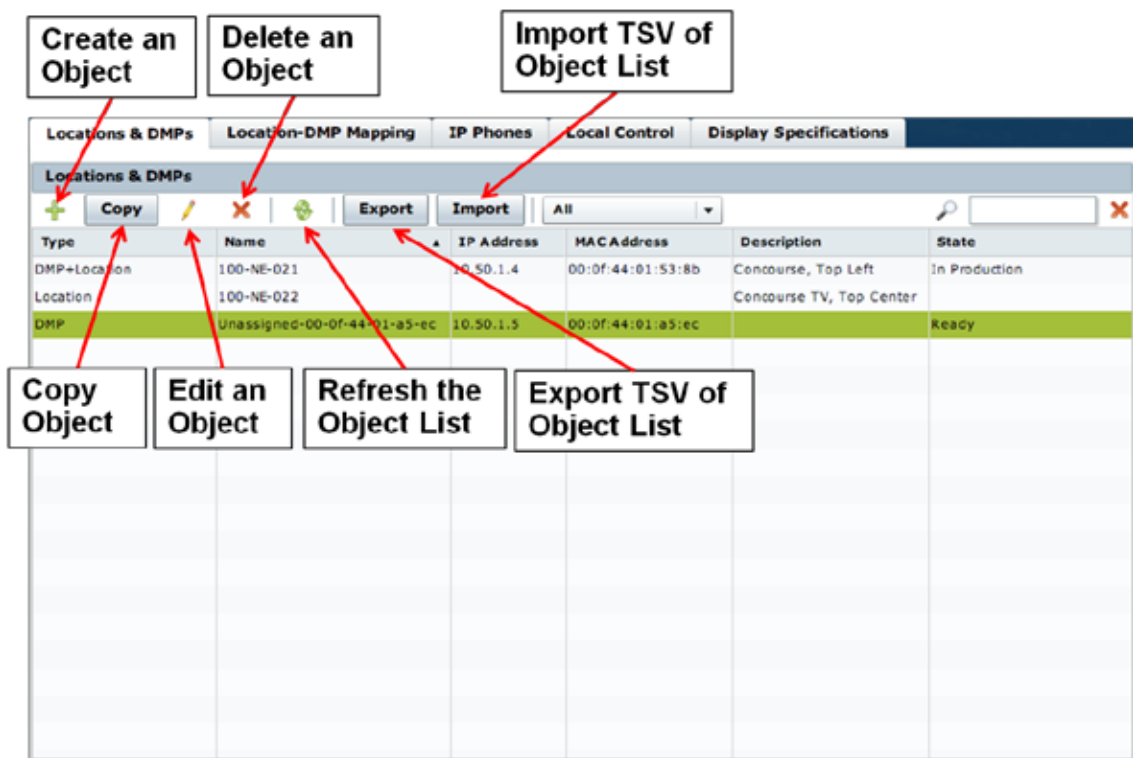 Create an
Object
Delete an
Object
Import TSV of
Object List
Locations & DMPs Location-DMP Mapping IP Phones Local Control Display Specifications
Locations & DMPs
Copy Export Import All
Type Name IP Address MAC Address Description State
DMP+Location 100-NE-021 10.50.1.4 00:0f:44:01:53:8b Concourse, Top Left In Production
Location 100-NE-022 Concourse TV, Top Center
DMP Unassigned-00-0f-44-01-a5-ec 10.50.1.5 00:0f:44:01:a5:ec Ready
Copy
Object
Edit an
Object
Refresh the
Object List
Export TSV of
Object List